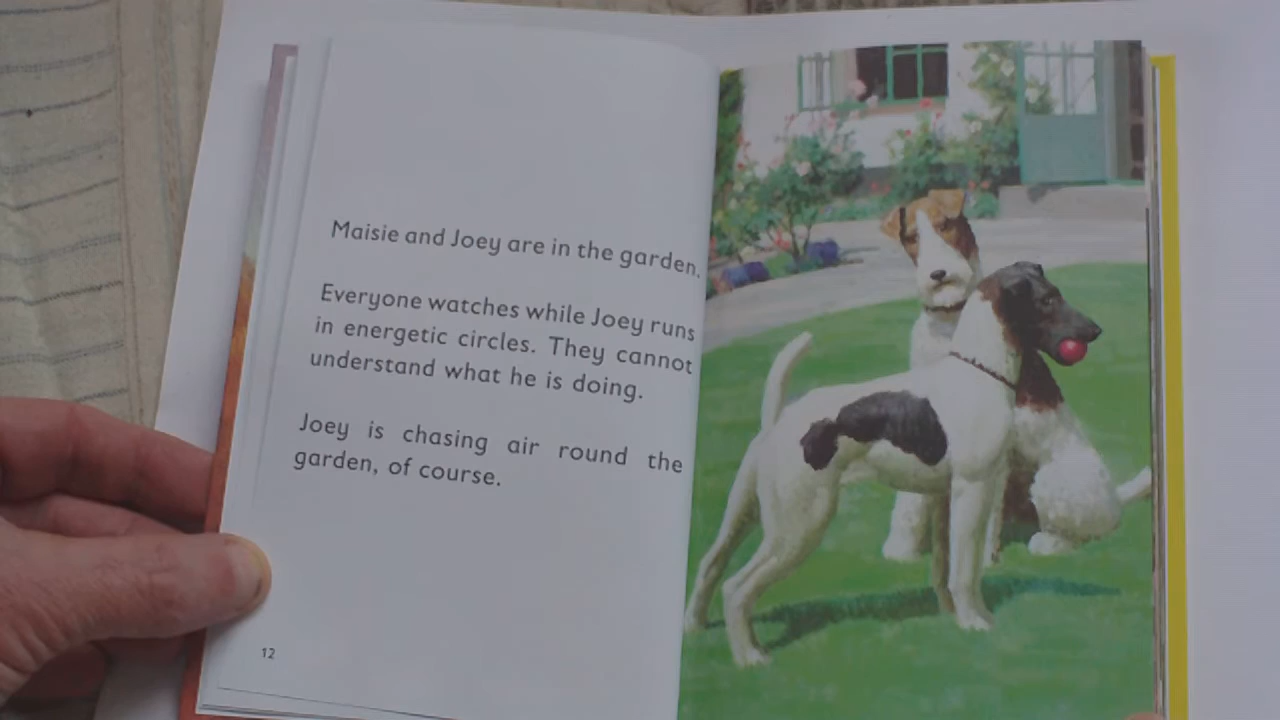 Maisie and Joey are in the garden.
Everyone watches while Joey runs
in energetic circles. They cannot
understand what he is doing.
Joey is chasing air round the
garden, of course.
12